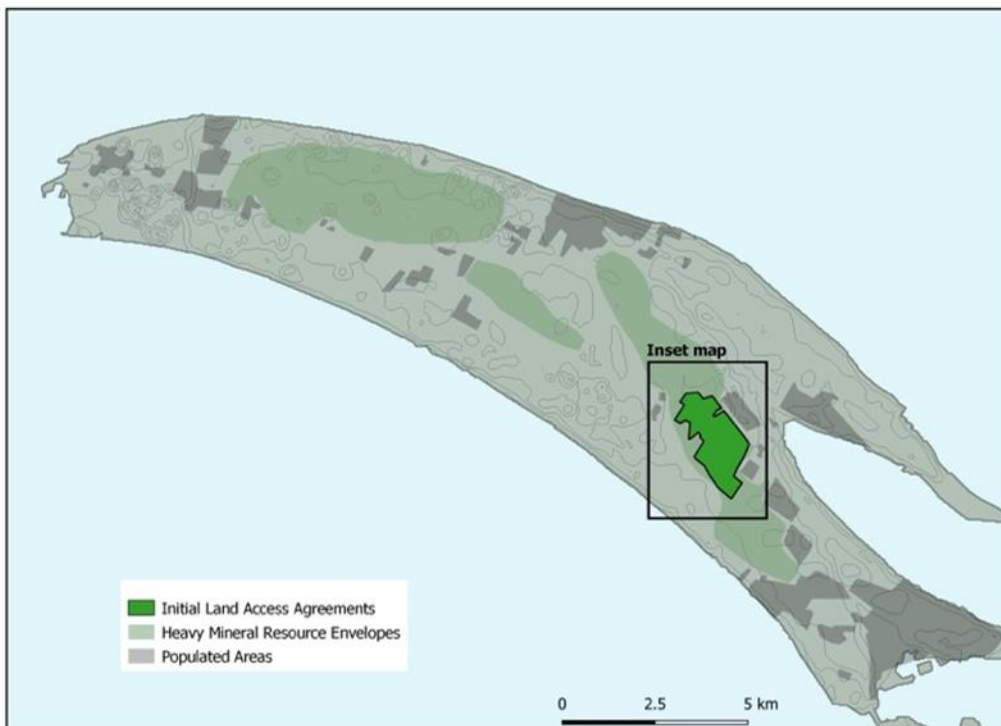 Inset map
Initial Land Access Agreements
Heavy Mineral Resource Envelopes
Populated Areas
0 2.5 5 km